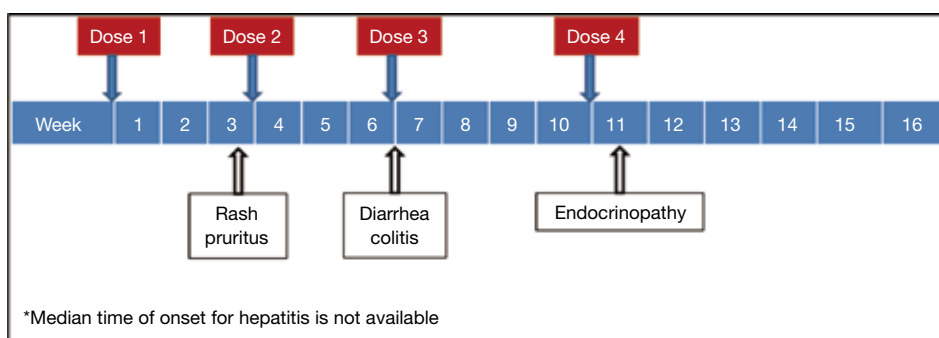 Dose 1 Dose 2 Dose 3 Dose 4
Week 1 2 3 4 5 6 7 8 9 10 11 12 13 14 15 16
Rash
pruritus
Diarrhea
colitis
Endocrinopathy
*Median time of onset for hepatitis is not available